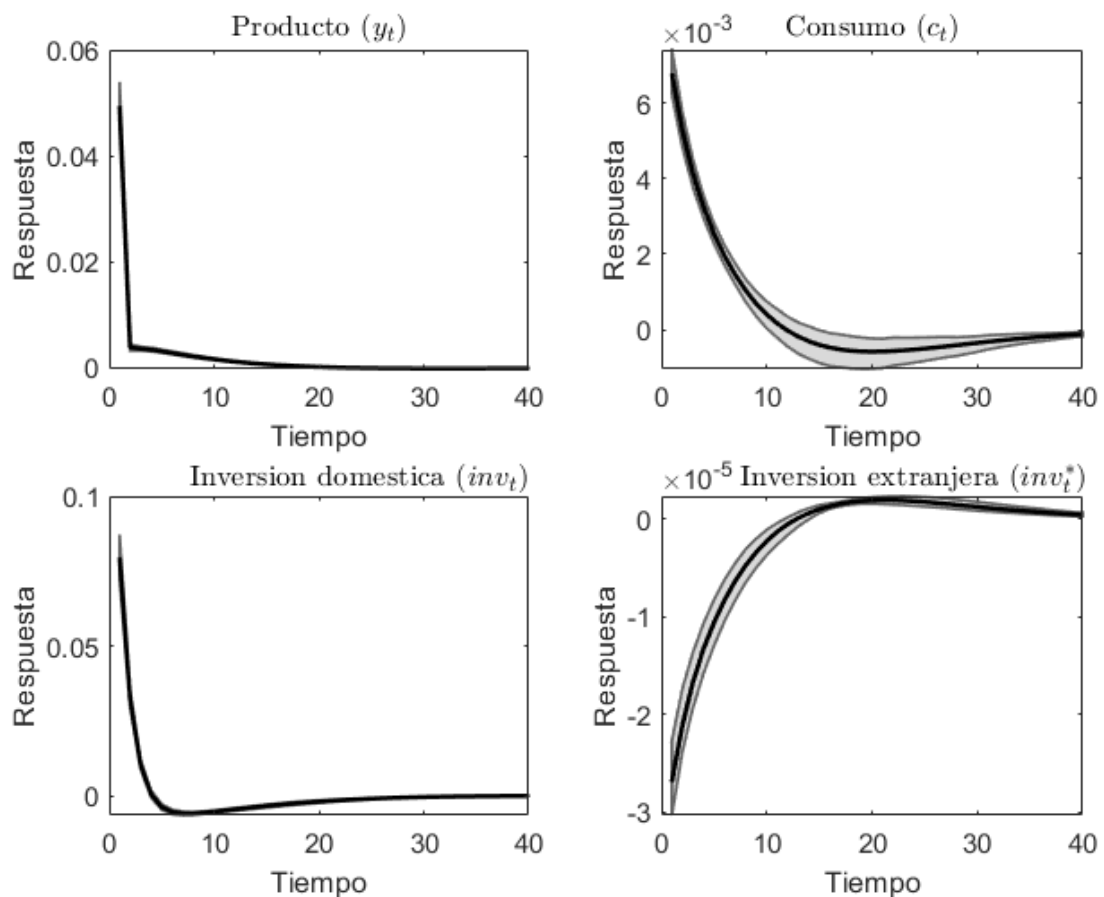 Producto (y_t)
0.06
0.04
0.02
0
Respuesta
0 10 20 30 40
Tiempo
Consumo (c_t)
×10^-3
6
4
2
0
Respuesta
0 10 20 30 40
Tiempo
Inversion domestica (inv_t)
0.1
0.05
0
Respuesta
0 10 20 30 40
Tiempo
Inversion extranjera (inv_t^*)
×10^-5
0
-1
-2
-3
Respuesta
0 10 20 30 40
Tiempo